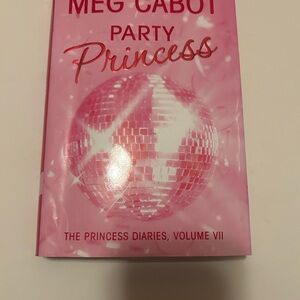 MEG CABOT
PARTY
Princess
THE PRINCESS DIARIES, VOLUME VII